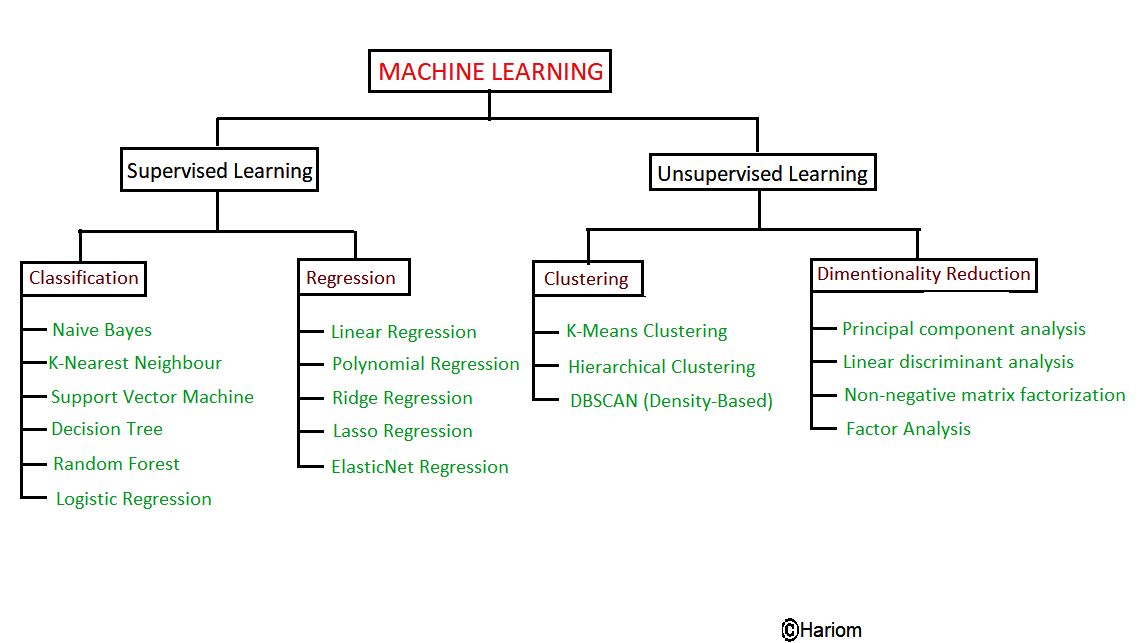 MACHINE LEARNING
Supervised Learning
Unsupervised Learning
Classification
Naive Bayes
K-Nearest Neighbour
Support Vector Machine
Decision Tree
Random Forest
Logistic Regression
Regression
Linear Regression
Polynomial Regression
Ridge Regression
Lasso Regression
ElasticNet Regression
Clustering
K-Means Clustering
Hierarchical Clustering
DBSCAN (Density-Based)
Dimentionality Reduction
Principal component analysis
Linear discriminant analysis
Non-negative matrix factorization
Factor Analysis
©Hariom